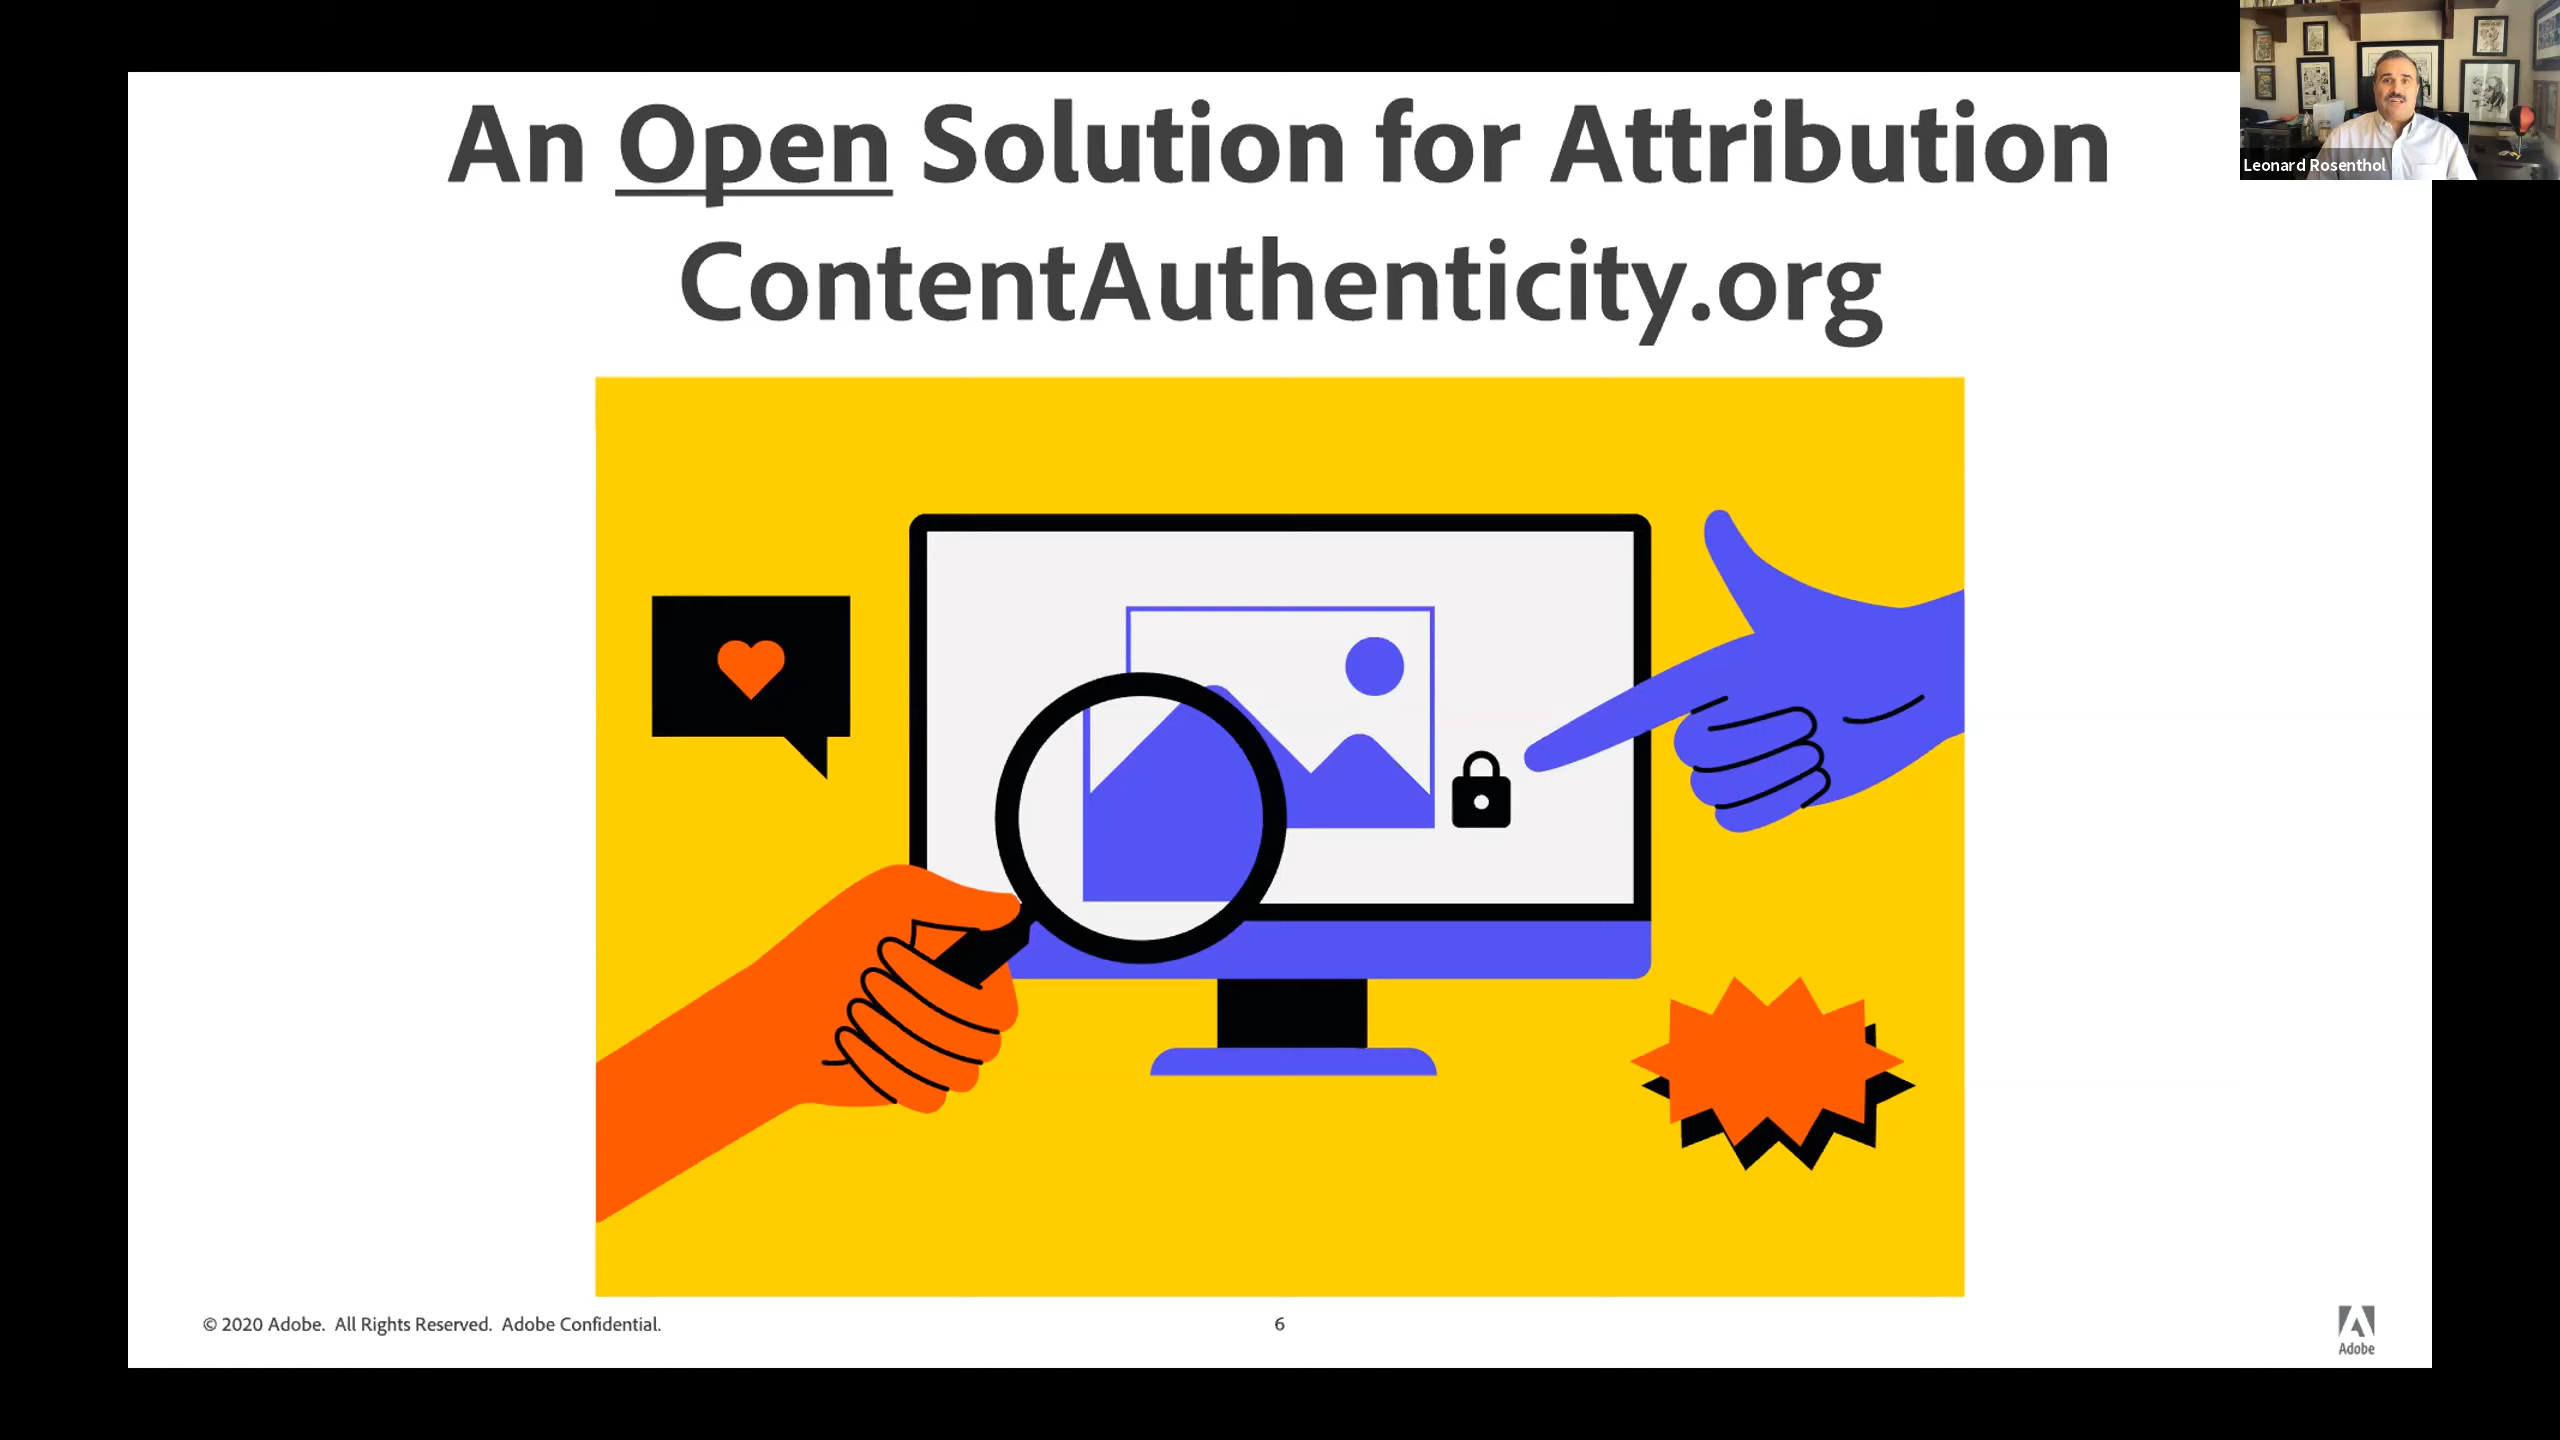 An Open Solution for Attribution
ContentAuthenticity.org
Leonard Rosenthol
© 2020 Adobe. All Rights Reserved. Adobe Confidential.
6
Adobe